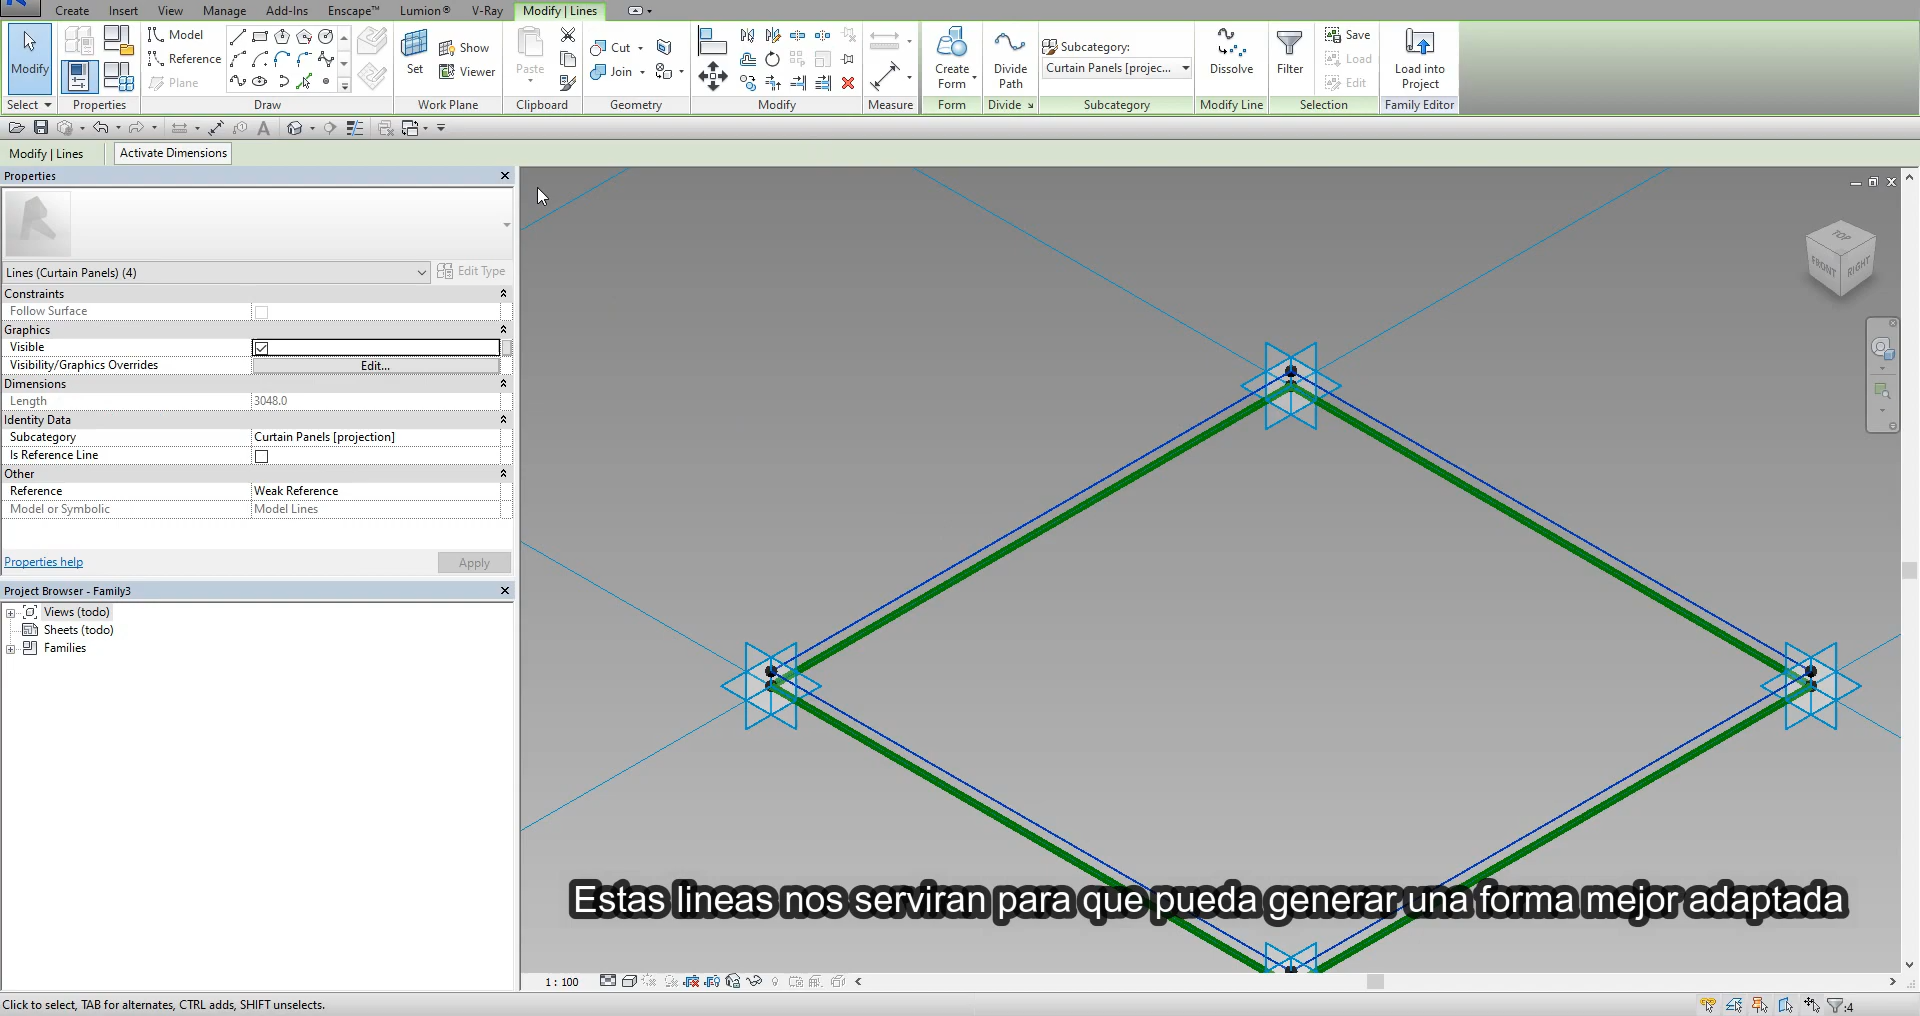 Create Insert View Manage Add-Ins Enscape™ Lumion® V-Ray Modify | Lines
Modify
Select
Properties
Model
Reference
Plane
Draw
Set
Show
Viewer
Work Plane
Paste
Clipboard
Cut
Join
Geometry
Modify
Measure
Create Form
Form
Divide Path
Divide
Subcategory:
Curtain Panels [projec...
Subcategory
Dissolve
Modify Line
Filter
Save
Load
Edit
Selection
Load into Project
Family Editor
Modify | Lines Activate Dimensions
Properties
Lines (Curtain Panels) (4) Edit Type
Constraints
Follow Surface
Graphics
Visible
Visibility/Graphics Overrides Edit...
Dimensions
Length 3048.0
Identity Data
Subcategory Curtain Panels [projection]
Is Reference Line
Other
Reference Weak Reference
Model or Symbolic Model Lines
Properties help Apply
Project Browser - Family3
Views (todo)
Sheets (todo)
Families
TOP
FRONT RIGHT
Estas lineas nos serviran para que pueda generar una forma mejor adaptada
1 : 100
Click to select, TAB for alternates, CTRL adds, SHIFT unselects.
:4